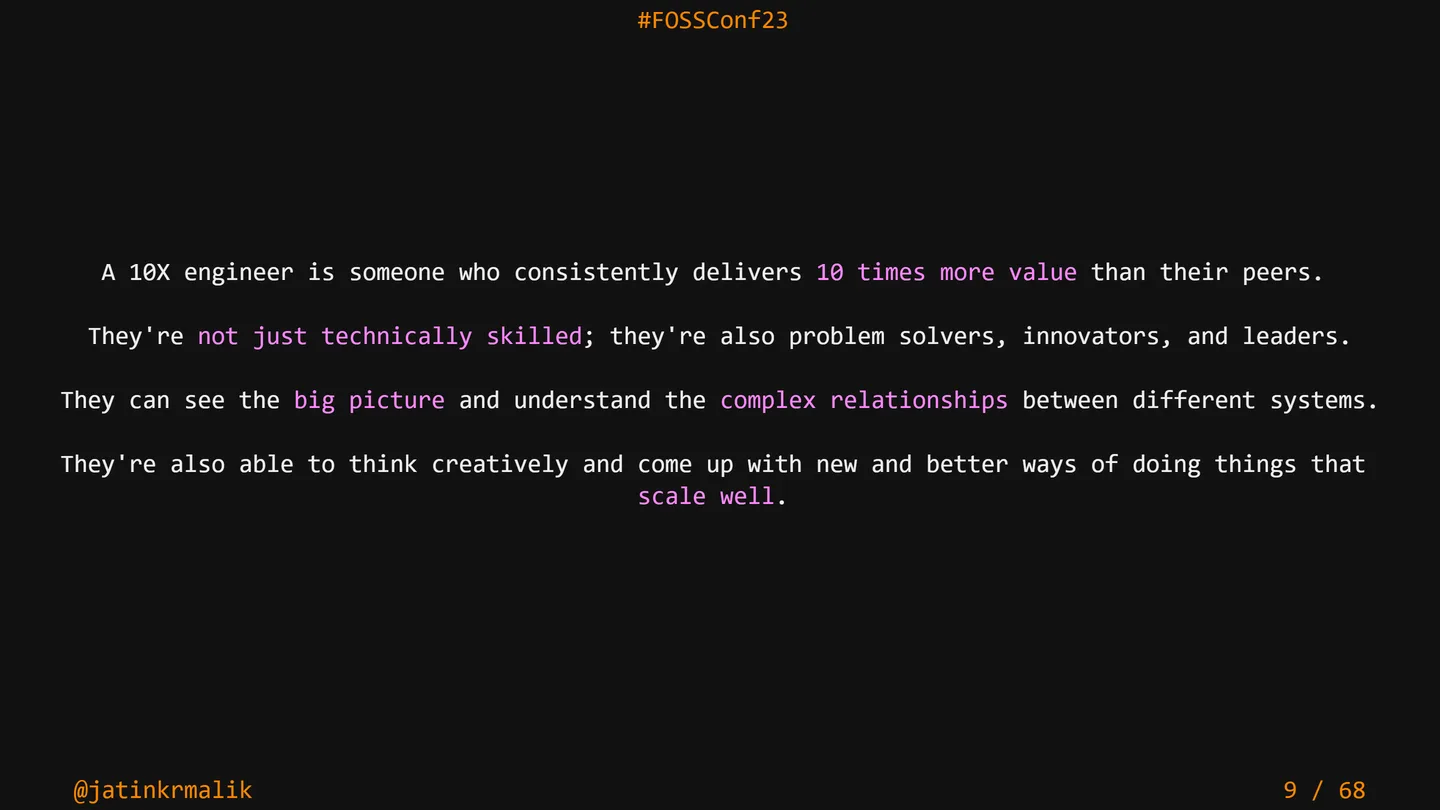 #FOSSConf23
A 10X engineer is someone who consistently delivers 10 times more value than their peers.
They're not just technically skilled; they're also problem solvers, innovators, and leaders.
They can see the big picture and understand the complex relationships between different systems.
They're also able to think creatively and come up with new and better ways of doing things that
scale well.
@jatinkrmalik
9 / 68